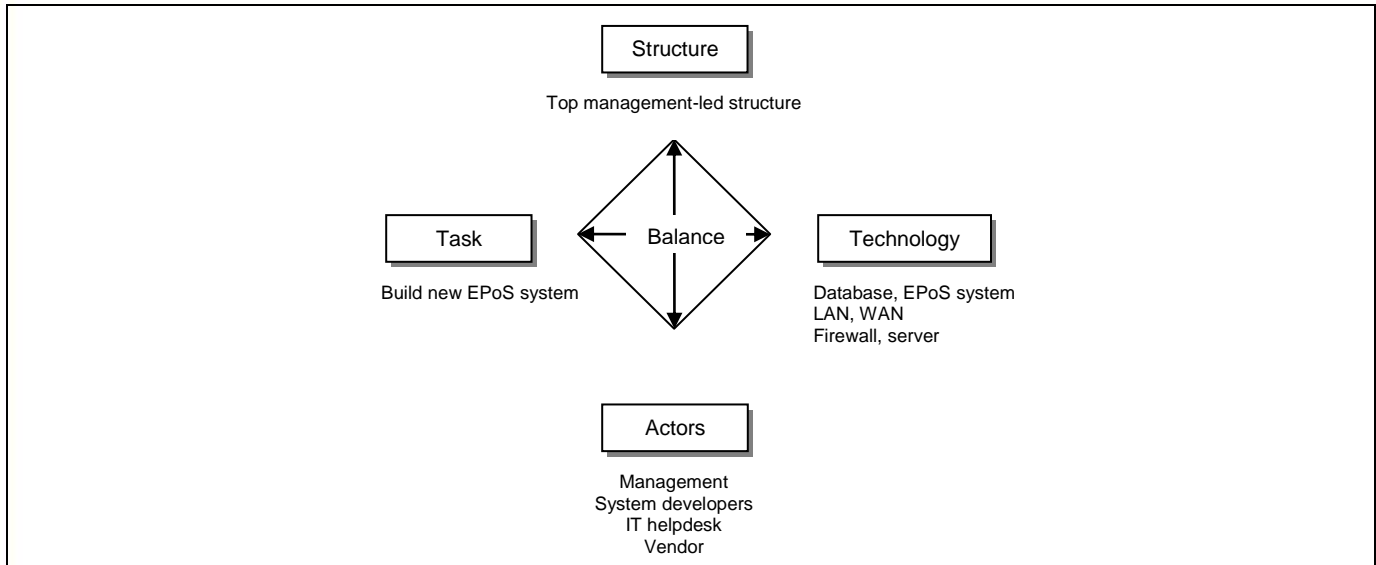 Structure
Top management-led structure
Task
Balance
Technology
Build new EPoS system
Database, EPoS system
LAN, WAN
Firewall, server
Actors
Management
System developers
IT helpdesk
Vendor